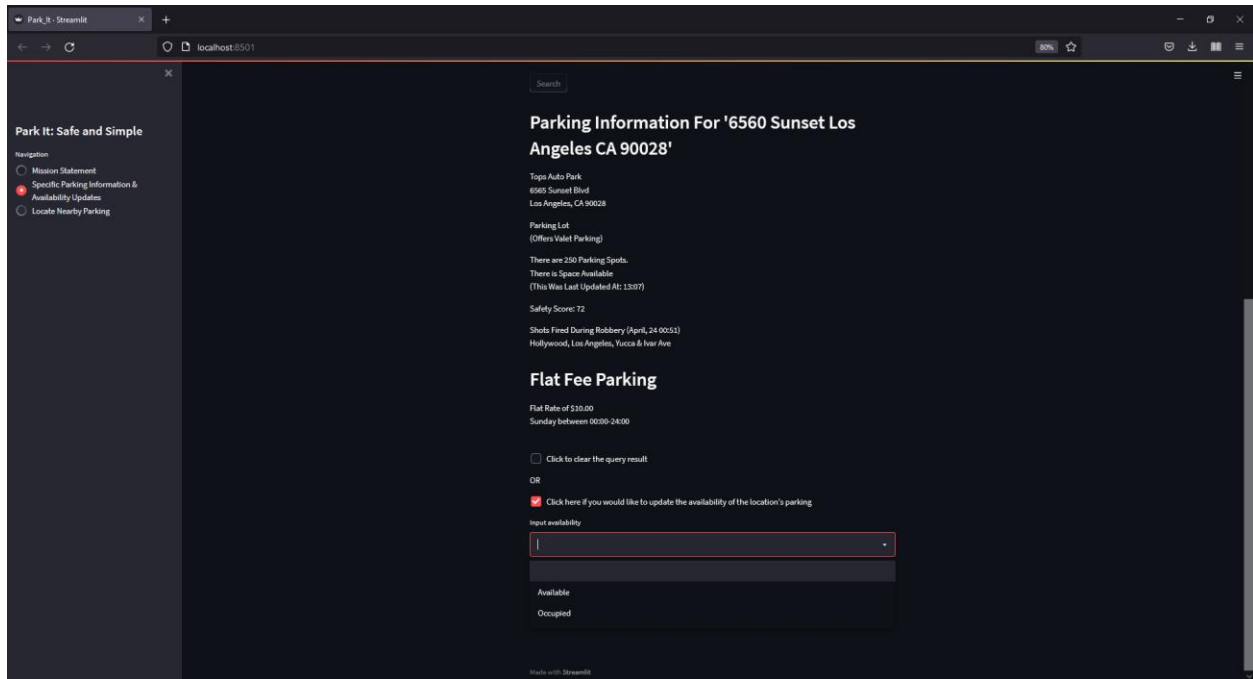 Park_It · Streamlit
localhost:8501
80%
Park It: Safe and Simple
Navigation
Mission Statement
Specific Parking Information &
Availability Updates
Locate Nearby Parking
Search
Parking Information For '6560 Sunset Los
Angeles CA 90028'
Tops Auto Park
6565 Sunset Blvd
Los Angeles, CA 90028
Parking Lot
(Offers Valet Parking)
There are 250 Parking Spots.
There is Space Available
(This Was Last Updated At: 13:07)
Safety Score: 72
Shots Fired During Robbery (April, 24 00:51)
Hollywood, Los Angeles, Yucca & Ivar Ave
Flat Fee Parking
Flat Rate of $10.00
Sunday between 00:00-24:00
Click to clear the query result
OR
Click here if you would like to update the availability of the location's parking
Input availability
Available
Occupied
Made with Streamlit